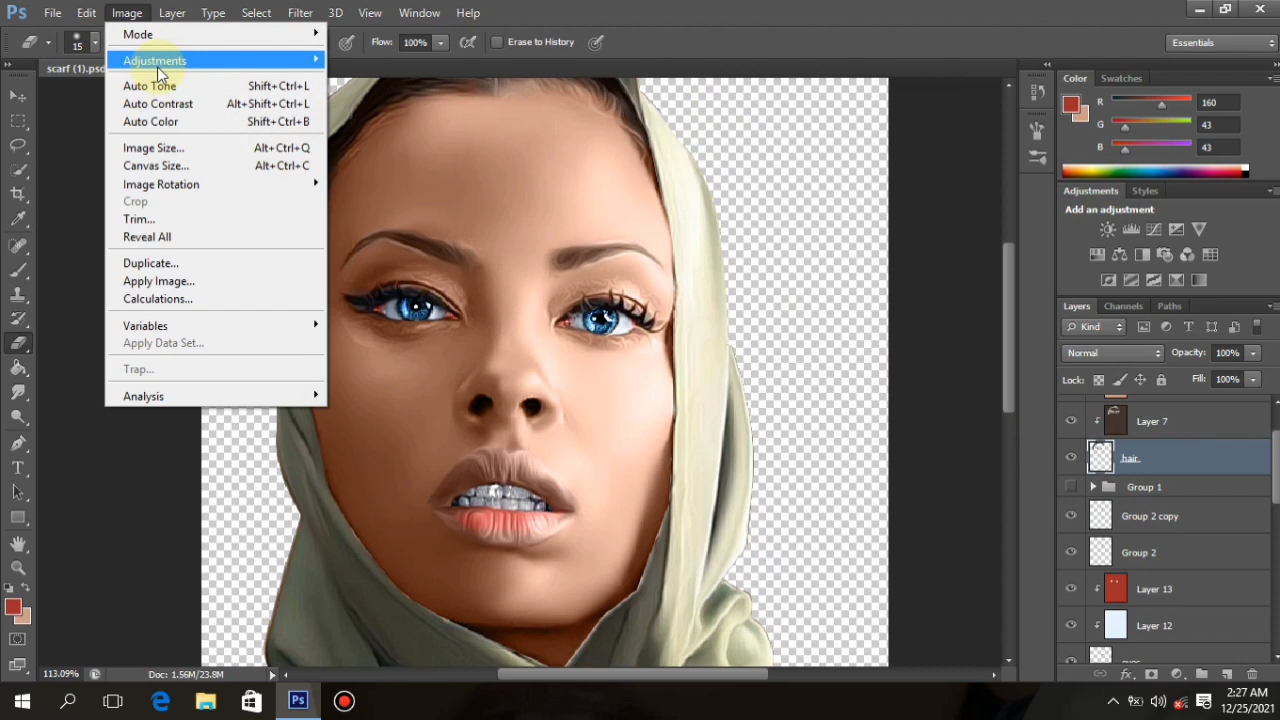 Ps File Edit Image Layer Type Select Filter 3D View Window Help
15 Flow: 100% Erase to History Essentials
scarf (1).psd
Mode
Adjustments
Auto Tone Shift+Ctrl+L
Auto Contrast Alt+Shift+Ctrl+L
Auto Color Shift+Ctrl+B
Image Size... Alt+Ctrl+Q
Canvas Size... Alt+Ctrl+C
Image Rotation
Crop
Trim...
Reveal All
Duplicate...
Apply Image...
Calculations...
Variables
Apply Data Set...
Trap...
Analysis
Color Swatches
R 160
G 43
B 43
Adjustments Styles
Add an adjustment
Layers Channels Paths
Kind
Normal Opacity: 100%
Lock: Fill: 100%
Layer 7
hair
Group 1
Group 2 copy
Group 2
Layer 13
Layer 12
eyes
113.09% Doc: 1.56M/23.8M
Ps
2:27 AM
12/25/2021